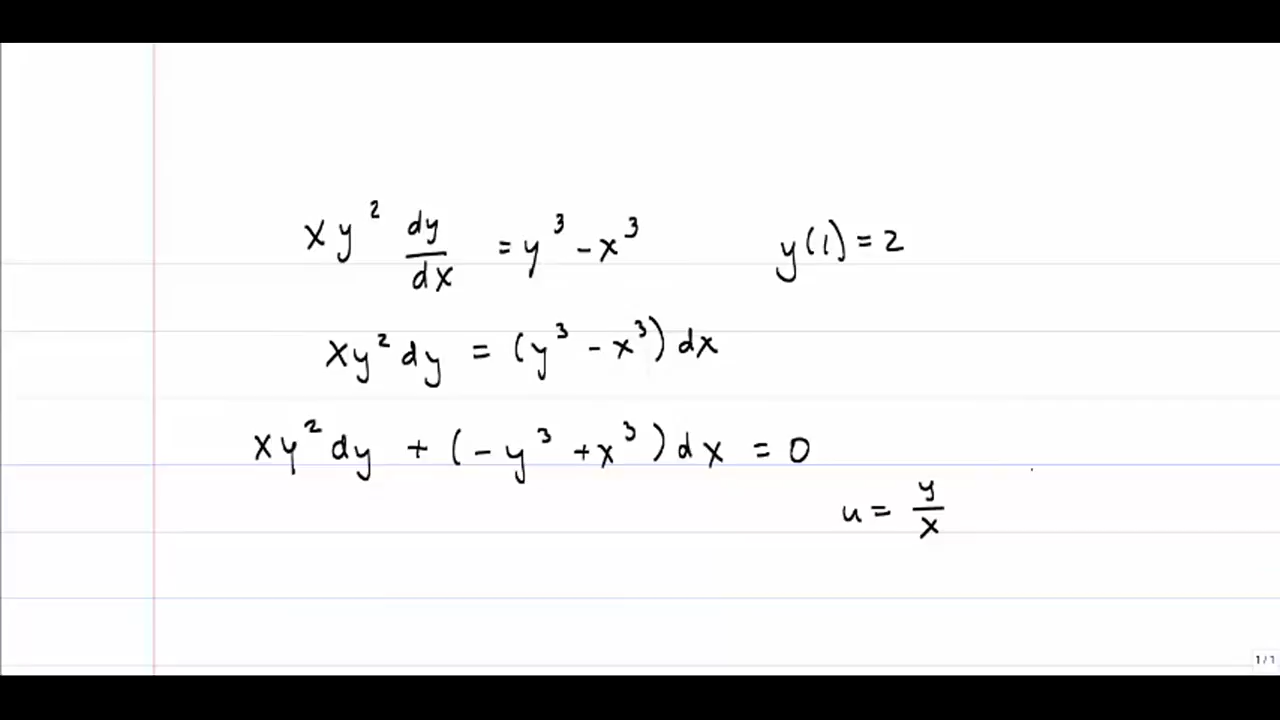 xy² dy/dx = y³ - x³ y(1) = 2
xy² dy = (y³ - x³) dx
xy² dy + (-y³ + x³) dx = 0
u = y/x
1/1